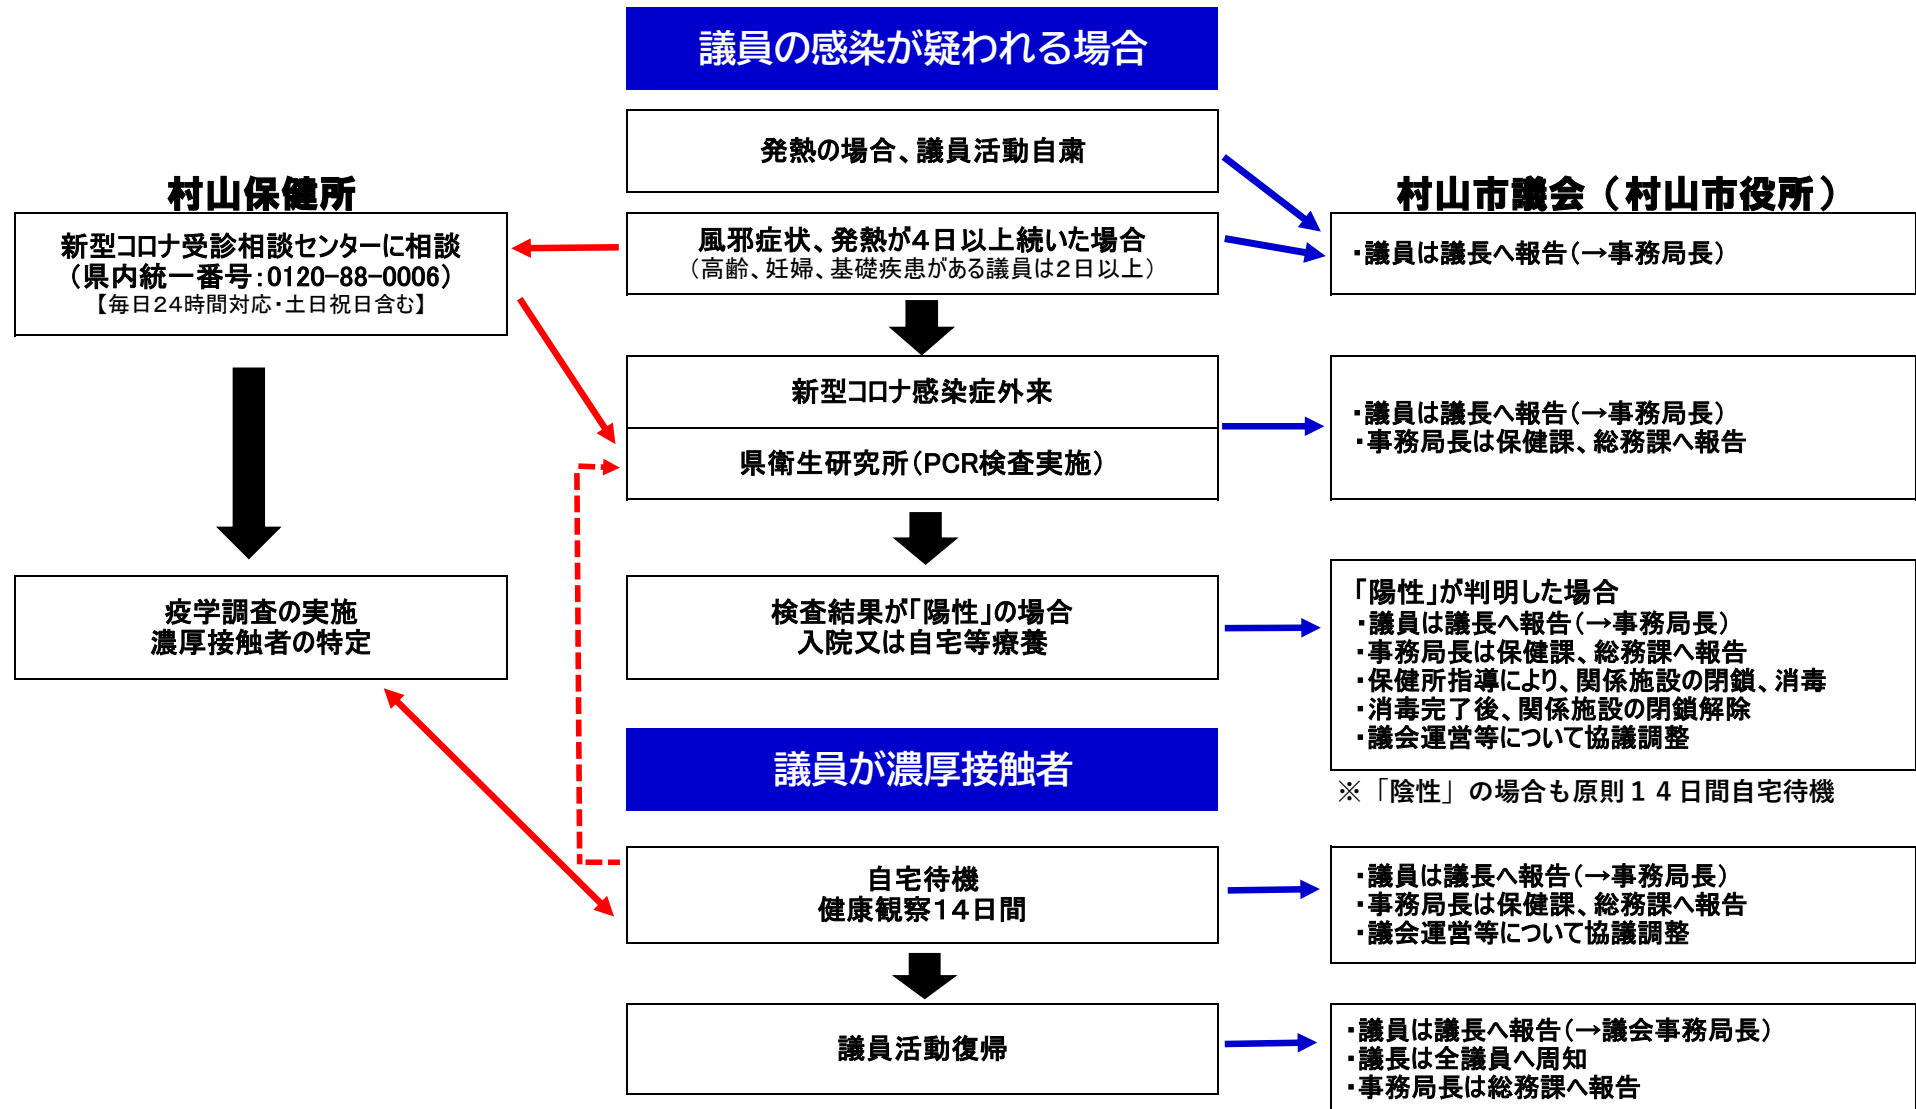 議員の感染が疑われる場合
発熱の場合、議員活動自粛
村山保健所
新型コロナ受診相談センターに相談
（県内統一番号：0120-88-0006）
【毎日24時間対応・土日祝日含む】
風邪症状、発熱が4日以上続いた場合
（高齢、妊婦、基礎疾患がある議員は2日以上）
村山市議会（村山市役所）
・議員は議長へ報告（→事務局長）
新型コロナ感染症外来
県衛生研究所（PCR検査実施）
・議員は議長へ報告（→事務局長）
・事務局長は保健課、総務課へ報告
疫学調査の実施
濃厚接触者の特定
検査結果が「陽性」の場合
入院又は自宅等療養
「陽性」が判明した場合
・議員は議長へ報告（→事務局長）
・事務局長は保健課、総務課へ報告
・保健所指導により、関係施設の閉鎖、消毒
・消毒完了後、関係施設の閉鎖解除
・議会運営等について協議調整
※「陰性」の場合も原則１４日間自宅待機
議員が濃厚接触者
自宅待機
健康観察14日間
・議員は議長へ報告（→事務局長）
・事務局長は保健課、総務課へ報告
・議会運営等について協議調整
議員活動復帰
・議員は議長へ報告（→議会事務局長）
・議長は全議員へ周知
・事務局長は総務課へ報告